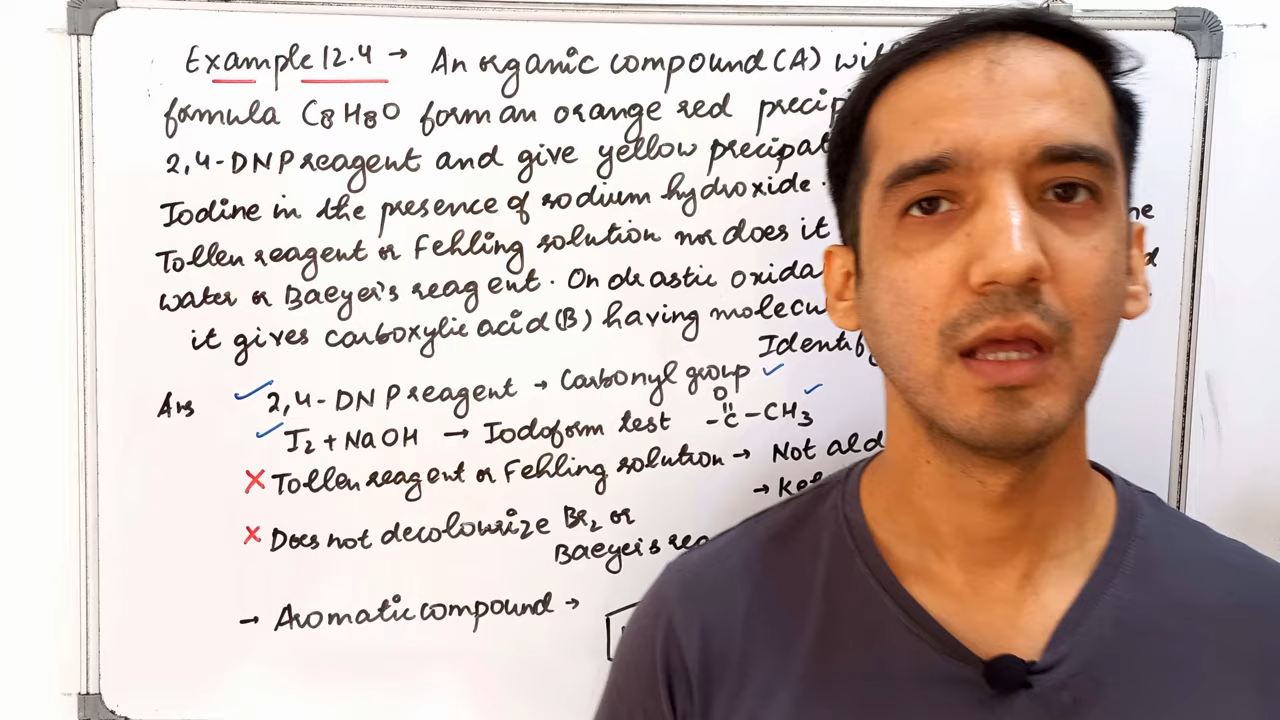 Example 12.4 → An organic compound (A) wit
formula C8H8O form an orange red precip
2,4-DNP reagent and give yellow precipat
Iodine in the presence of sodium hydroxide.
Tollen reagent or Fehling solution nor does it
water or Baeyer's reagent. On drastic oxida
it gives carboxylic acid (B) having molecu
Identify
Ans ✓ 2,4-DNP reagent → Carbonyl group ✓
✓ I2 + NaOH → Iodoform test -C-CH3 ✓
O
✗ Tollen reagent or Fehling solution → Not ald
→ Ket
✗ Does not decolourize Br2 or
Baeyer's rea
→ Aromatic compound →